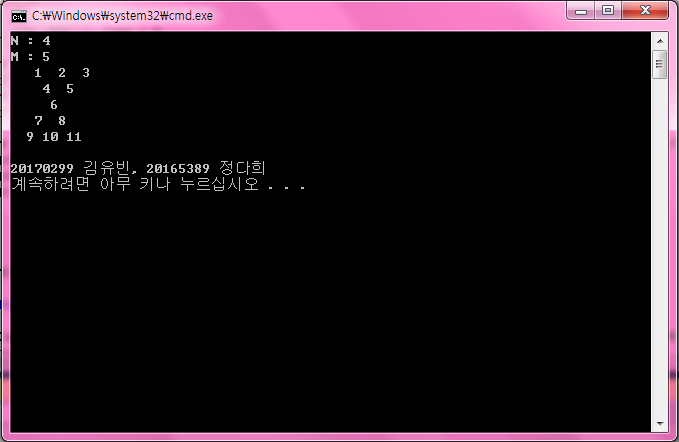 C:₩Windows₩system32₩cmd.exe
N : 4
M : 5
1 2 3
4 5
6
7 8
9 10 11
20170299 김유빈, 20165389 정다희
계속하려면 아무 키나 누르십시오 . . .